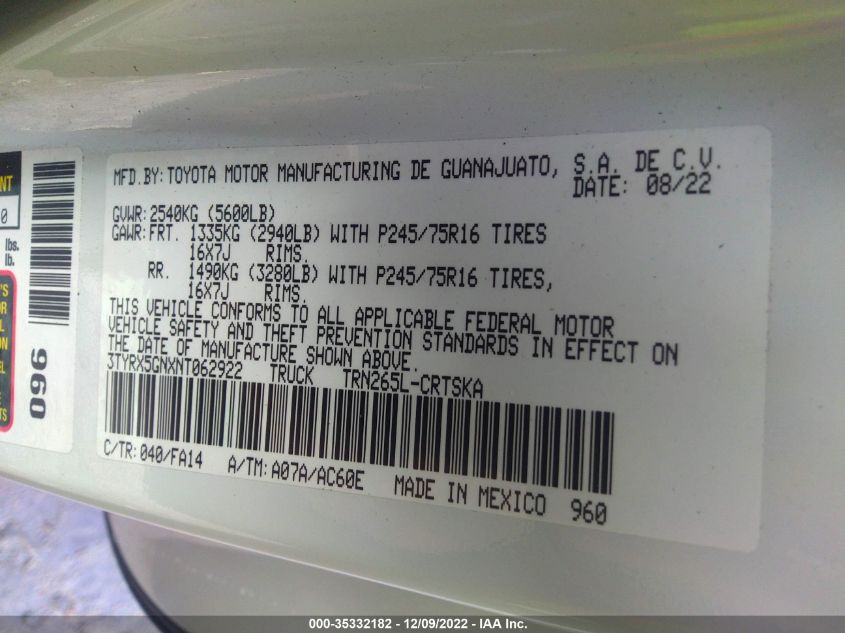 MFD.BY: TOYOTA MOTOR MANUFACTURING DE GUANAJUATO, S.A. DE C.V.
DATE: 08/22
GVWR: 2540KG (5600LB)
GAWR: FRT. 1335KG (2940LB) WITH P245/75R16 TIRES
16X7J RIMS.
RR. 1490KG (3280LB) WITH P245/75R16 TIRES,
16X7J RIMS.
THIS VEHICLE CONFORMS TO ALL APPLICABLE FEDERAL MOTOR
VEHICLE SAFETY AND THEFT PREVENTION STANDARDS IN EFFECT ON
THE DATE OF MANUFACTURE SHOWN ABOVE.
3TYRX5GNXNT062922 TRUCK TRN265L-CRTSKA
C/TR: 040/FA14 A/TM: A07A/AC60E MADE IN MEXICO 960
0
lbs.
lb.
960
000-35332182 - 12/09/2022 - IAA Inc.